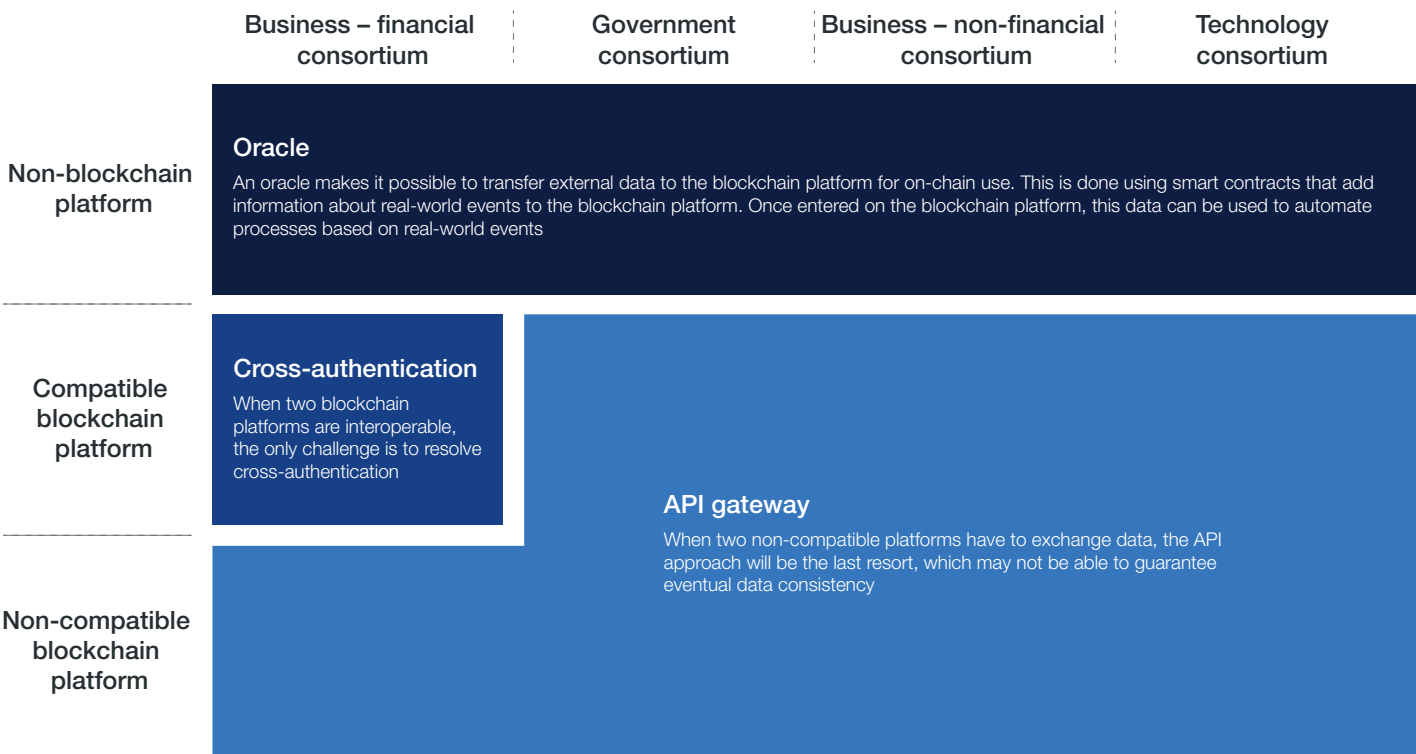 Business – financial
consortium
Government
consortium
Business – non-financial
consortium
Technology
consortium
Non-blockchain
platform
Oracle
An oracle makes it possible to transfer external data to the blockchain platform for on-chain use. This is done using smart contracts that add
information about real-world events to the blockchain platform. Once entered on the blockchain platform, this data can be used to automate
processes based on real-world events
Compatible
blockchain
platform
Cross-authentication
When two blockchain
platforms are interoperable,
the only challenge is to resolve
cross-authentication
API gateway
When two non-compatible platforms have to exchange data, the API
approach will be the last resort, which may not be able to guarantee
eventual data consistency
Non-compatible
blockchain
platform